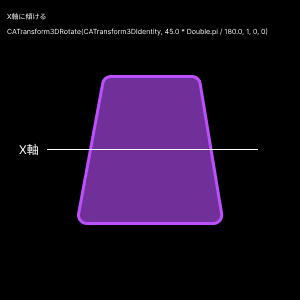 X軸に傾ける
CATransform3DRotate(CATransform3DIdentity, 45.0 * Double.pi / 180.0, 1, 0, 0)
X軸